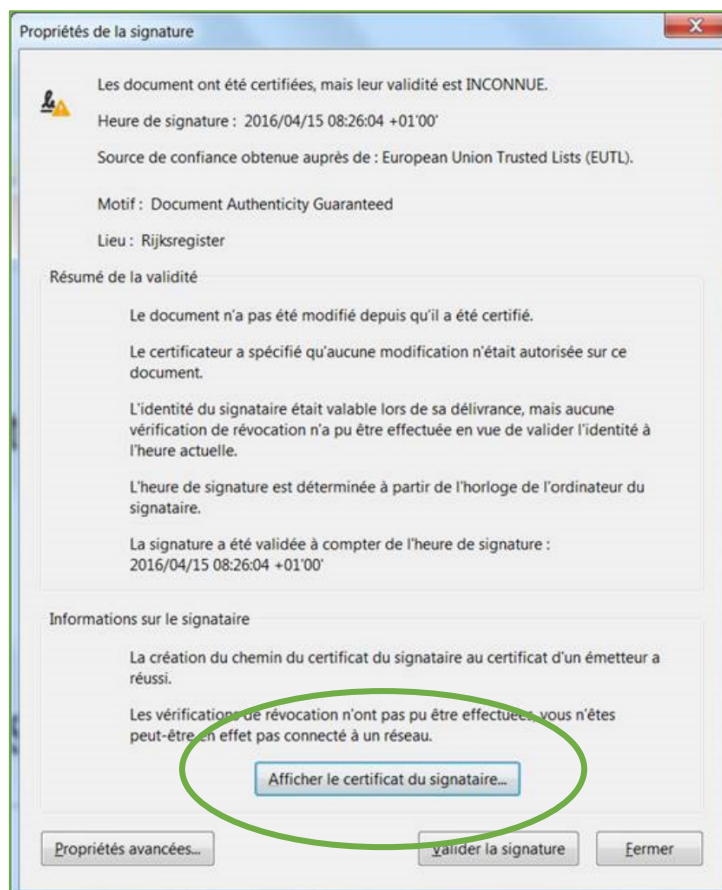 Propriétés de la signature
X
Les document ont été certifiées, mais leur validité est INCONNUE.
Heure de signature : 2016/04/15 08:26:04 +01'00'
Source de confiance obtenue auprès de : European Union Trusted Lists (EUTL).
Motif : Document Authenticity Guaranteed
Lieu : Rijksregister
Résumé de la validité
Le document n'a pas été modifié depuis qu'il a été certifié.
Le certificateur a spécifié qu'aucune modification n'était autorisée sur ce
document.
L'identité du signataire était valable lors de sa délivrance, mais aucune
vérification de révocation n'a pu être effectuée en vue de valider l'identité à
l'heure actuelle.
L'heure de signature est déterminée à partir de l'horloge de l'ordinateur du
signataire.
La signature a été validée à compter de l'heure de signature :
2016/04/15 08:26:04 +01'00'
Informations sur le signataire
La création du chemin du certificat du signataire au certificat d'un émetteur a
réussi.
Les vérifications de révocation n'ont pas pu être effectuées, vous n'êtes
peut-être en effet pas connecté à un réseau.
Afficher le certificat du signataire...
Propriétés avancées... Valider la signature Fermer